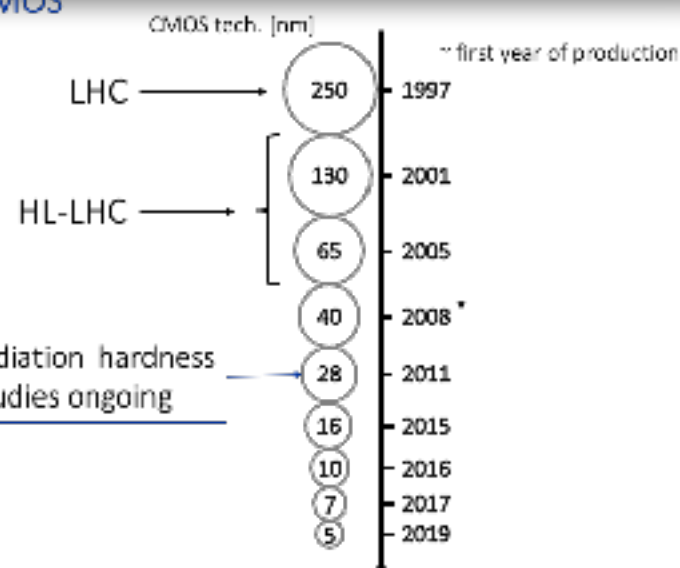 MOS
CMOS tech. [nm]
~ first year of production
LHC
250
1997
130
2001
HL-LHC
65
2005
40
2008 *
diation hardness
28
2011
udies ongoing
16
2015
10
2016
7
2017
5
2019